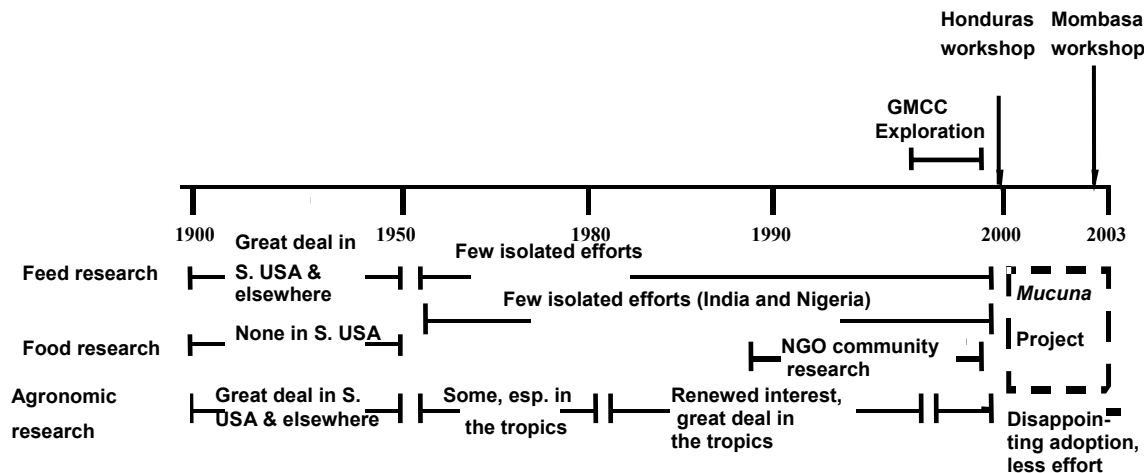 Honduras
workshop
Mombasa
workshop
GMCC
Exploration
1900
1950
1980
1990
2000
2003
Feed research
Great deal in
S. USA &
elsewhere
Few isolated efforts
Mucuna
Project
Few isolated efforts (India and Nigeria)
Food research
None in S. USA
NGO community
research
Agronomic
research
Great deal in S.
USA & elsewhere
Some, esp. in
the tropics
Renewed interest,
great deal in
the tropics
Disappoin-
ting adoption,
less effort